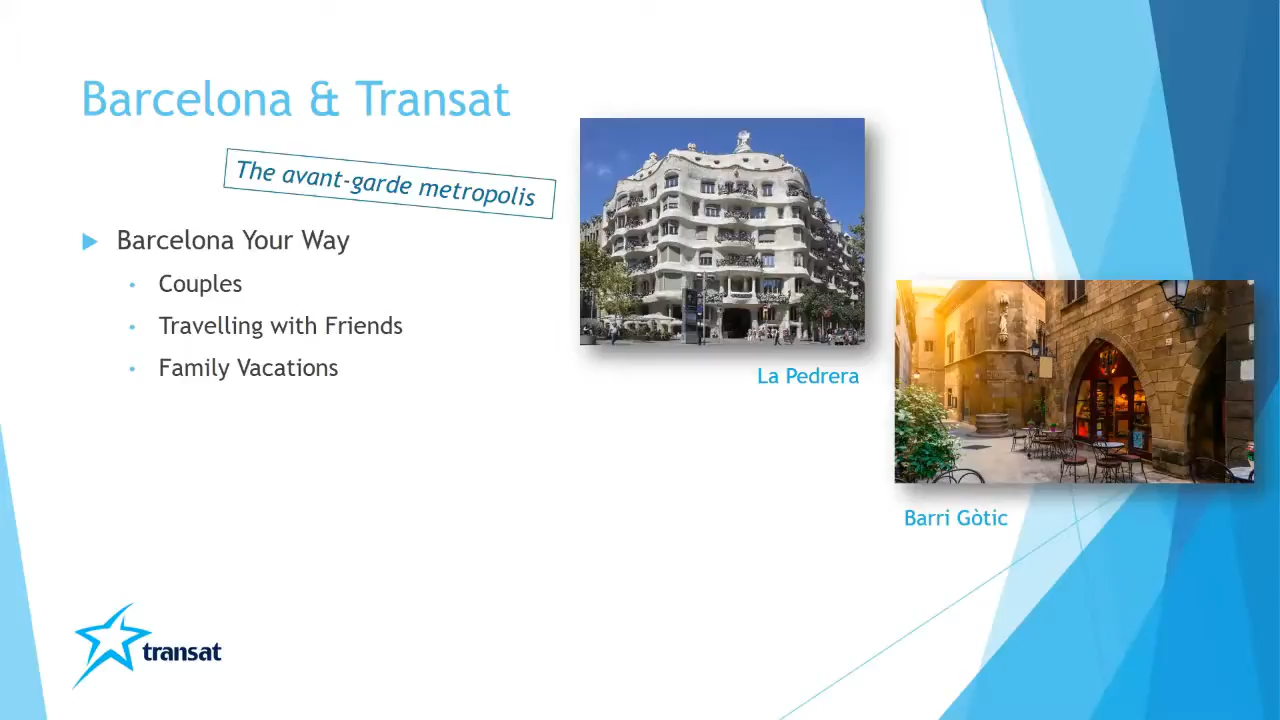 Barcelona & Transat
The avant-garde metropolis
Barcelona Your Way
Couples
Travelling with Friends
Family Vacations
La Pedrera
Barri Gòtic
transat